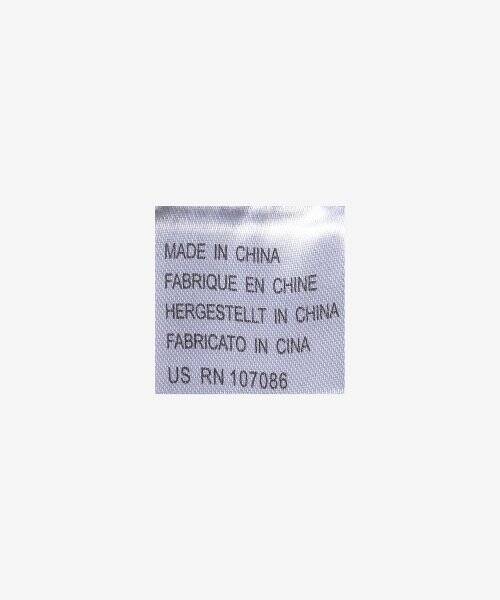 MADE IN CHINA
FABRIQUE EN CHINE
HERGESTELLT IN CHINA
FABRICATO IN CINA
US RN 107086